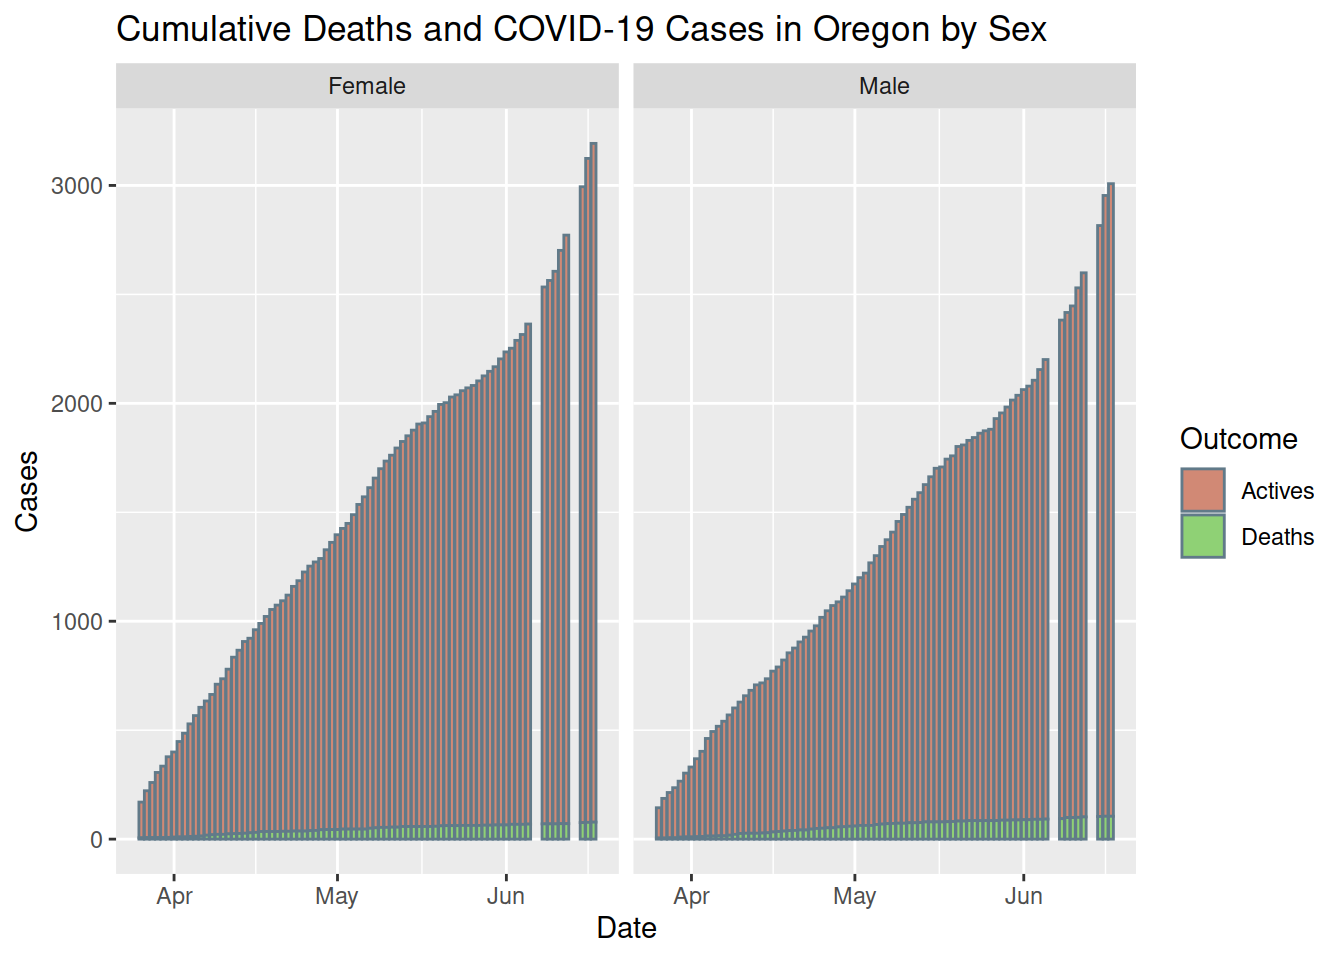 Cumulative Deaths and COVID-19 Cases in Oregon by Sex
Female
Male
3000
2000
1000
0
Cases
Apr
May
Jun
Apr
May
Jun
Date
Outcome
Actives
Deaths